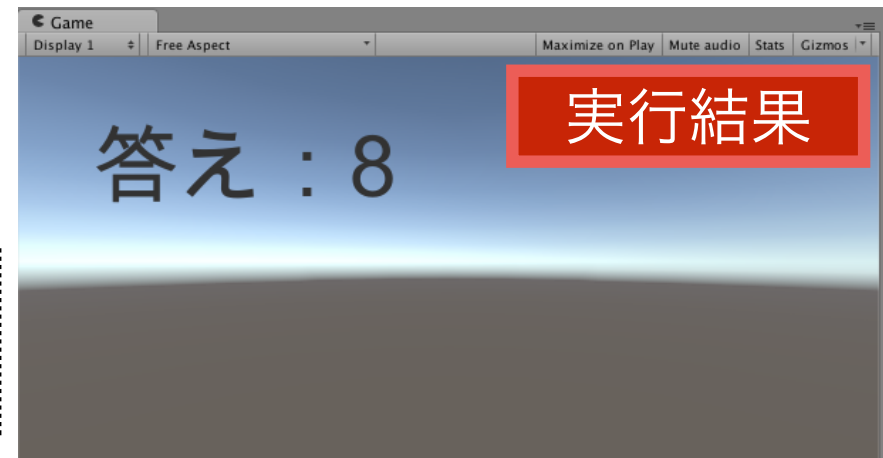 Game
Display 1 Free Aspect Maximize on Play Mute audio Stats Gizmos
実行結果
答え：8